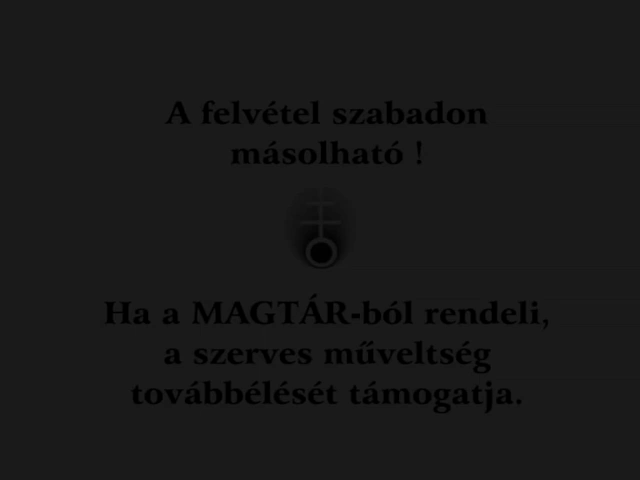 A felvétel szabadon
másolható !
Ha a MAGTÁR-ból rendeli,
a szerves műveltség
továbbélését támogatja.